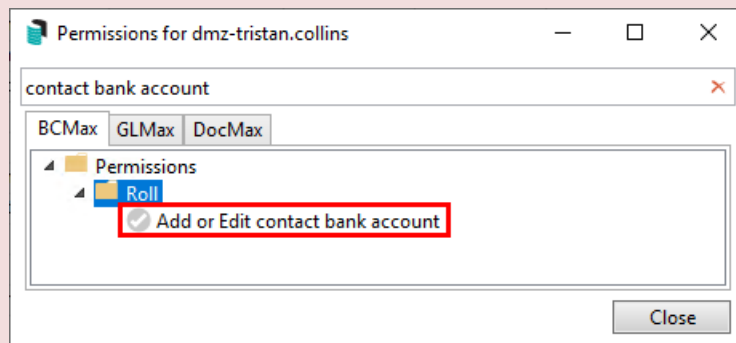 Permissions for dmz-tristan.collins
contact bank account
BCMax GLMax DocMax
Permissions
Roll
Add or Edit contact bank account
Close